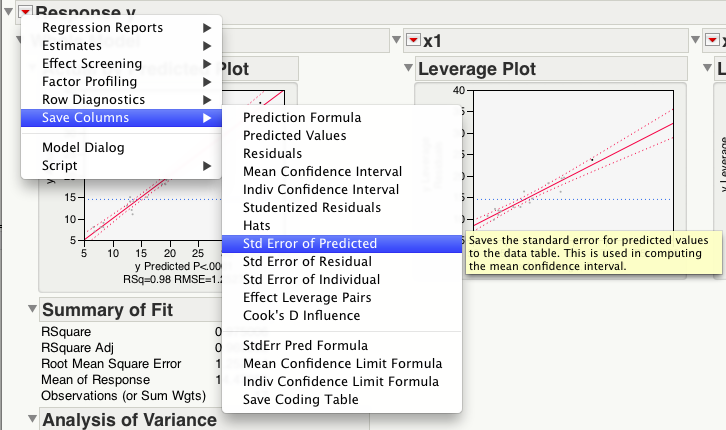 Response y
Regression Reports
Estimates
Effect Screening
Factor Profiling
Row Diagnostics
Save Columns
Model Dialog
Script
Prediction Formula
Predicted Values
Residuals
Mean Confidence Interval
Indiv Confidence Interval
Studentized Residuals
Hats
Std Error of Predicted
Std Error of Residual
Std Error of Individual
Effect Leverage Pairs
Cook's D Influence
StdErr Pred Formula
Mean Confidence Limit Formula
Indiv Confidence Limit Formula
Save Coding Table
Saves the standard error for predicted values
to the data table. This is used in computing
the mean confidence interval.
Plot
15
10
5
5 10 15 20 25
y Predicted P<.00
RSq=0.98 RMSE=1.2
x1
Leverage Plot
40
y Leverage
Summary of Fit
RSquare 0
RSquare Adj 0
Root Mean Square Error 1
Mean of Response 1
Observations (or Sum Wgts)
Analysis of Variance